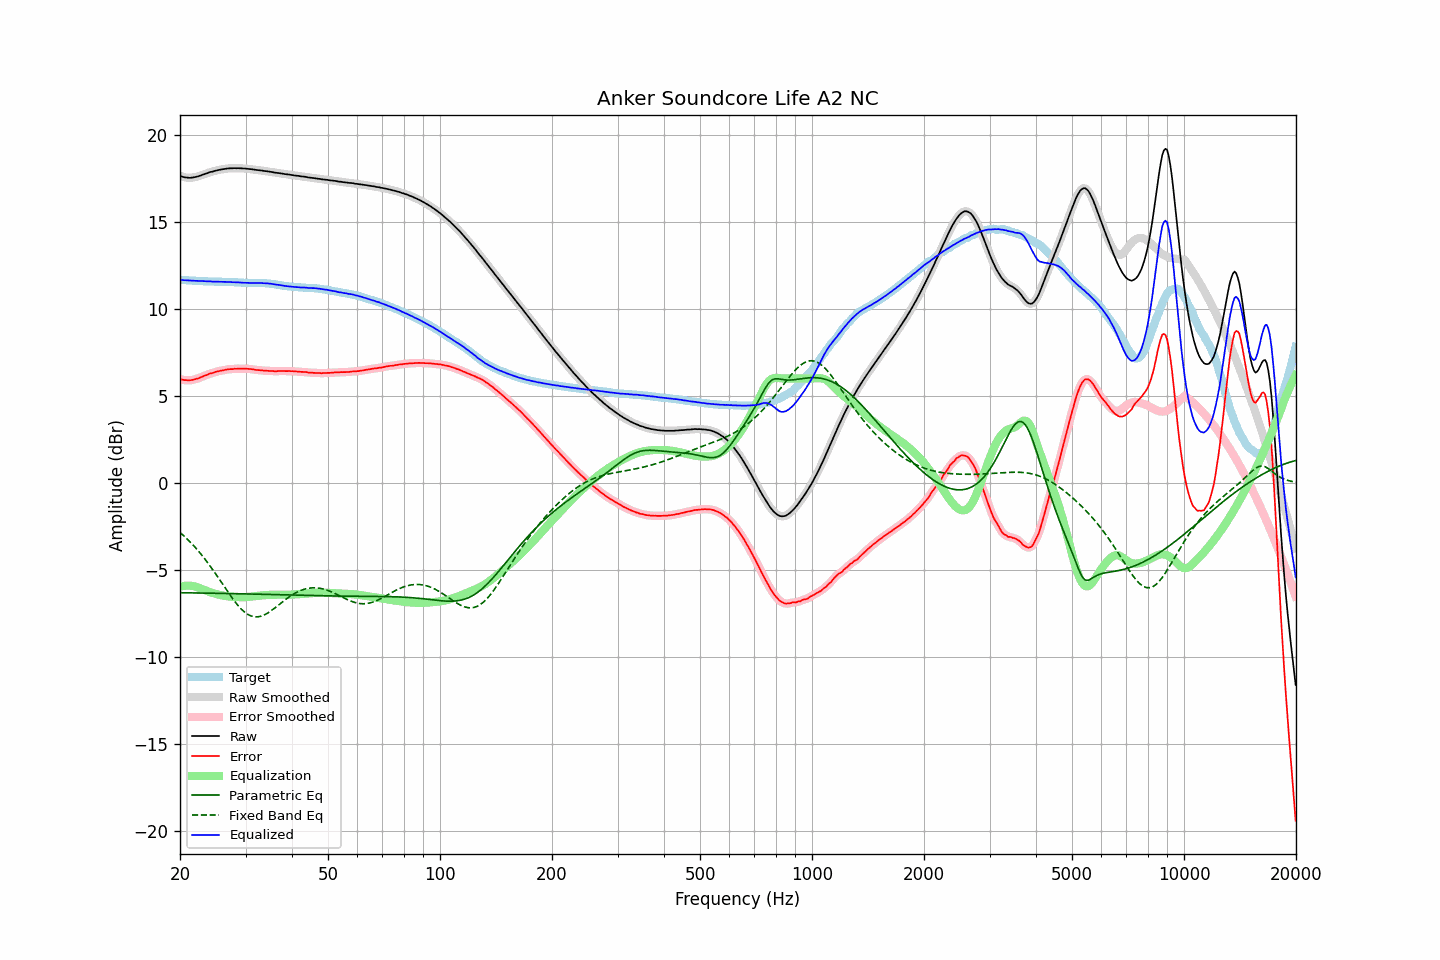 Anker Soundcore Life A2 NC
Amplitude (dBr)
20
15
10
5
0
−5
−10
−15
−20
Target
Raw Smoothed
Error Smoothed
Raw
Error
Equalization
Parametric Eq
Fixed Band Eq
Equalized
20 50 100 200 500 1000 2000 5000 10000 20000
Frequency (Hz)